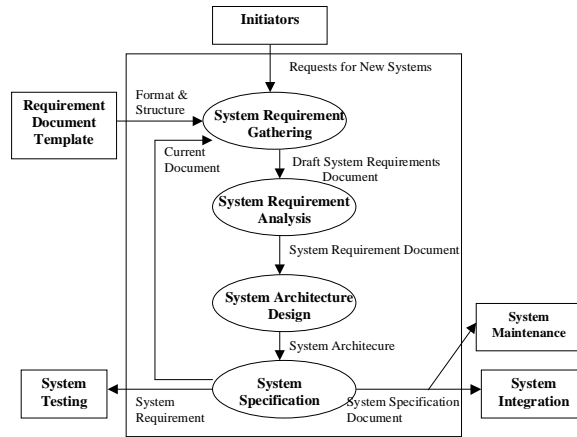 Initiators
Requests for New Systems
Requirement
Document
Template
Format &
Structure
System Requirement
Gathering
Current
Document
Draft System Requirements
Document
System Requirement
Analysis
System Requirement Document
System Architecture
Design
System Architecure
System
Maintenance
System
Testing
System
Requirement
System
Specification
System Specification
Document
System
Integration